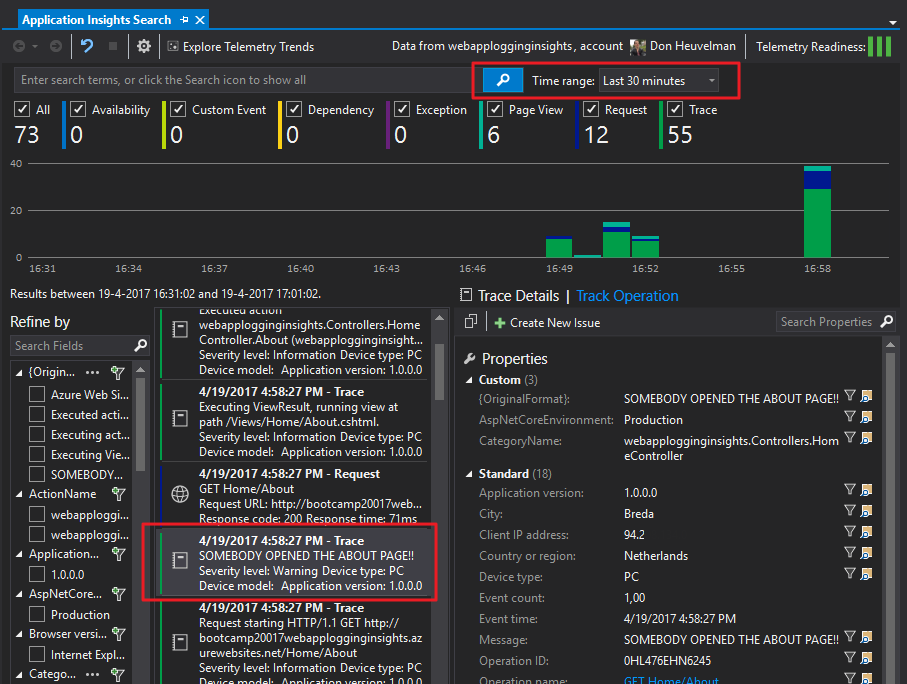 Application Insights Search
Explore Telemetry Trends
Data from webapplogginginsights, account Don Heuvelman
Telemetry Readiness:
Enter search terms, or click the Search icon to show all
Time range: Last 30 minutes
All Availability Custom Event Dependency Exception Page View Request Trace
73 0 0 0 0 6 12 55
40
20
0
16:31 16:34 16:37 16:40 16:43 16:46 16:49 16:52 16:55 16:58
Results between 19-4-2017 16:31:02 and 19-4-2017 17:01:02.
Refine by
Search Fields
{Origin... ...
Azure Web Si...
Executed acti...
Executing act...
Executing Vie...
SOMEBODY...
ActionName
webapploggi...
webapploggi...
Application...
1.0.0.0
AspNetCore...
Production
Browser versi...
Internet Expl...
Catego... ...
Executed action
webapplogginginsights.Controllers.Home
Controller.About (webapplogginginsight...
Severity level: Information Device type: PC
Device model: Application version: 1.0.0.0
4/19/2017 4:58:27 PM - Trace
Executing ViewResult, running view at
path /Views/Home/About.cshtml.
Severity level: Information Device type: PC
Device model: Application version: 1.0.0.0
4/19/2017 4:58:27 PM - Request
GET Home/About
Request URL: http://bootcamp20017web...
Response code: 200 Response time: 71ms
4/19/2017 4:58:27 PM - Trace
SOMEBODY OPENED THE ABOUT PAGE!!
Severity level: Warning Device type: PC
Device model: Application version: 1.0.0.0
4/19/2017 4:58:27 PM - Trace
Request starting HTTP/1.1 GET http://
bootcamp20017webapplogginginsights.az
urewebsites.net/Home/About
Severity level: Information Device type: PC
Device model: Application version: 1.0.0.0
Trace Details | Track Operation
Create New Issue
Search Properties
Properties
Custom (3)
{OriginalFormat}: SOMEBODY OPENED THE ABOUT PAGE!!
AspNetCoreEnvironment: Production
CategoryName: webapplogginginsights.Controllers.Hom
eController
Standard (18)
Application version: 1.0.0.0
City: Breda
Client IP address: 94.2
Country or region: Netherlands
Device type: PC
Event count: 1,00
Event time: 4/19/2017 4:58:27 PM
Message: SOMEBODY OPENED THE ABOUT PAGE!!
Operation ID: 0HL476EHN6245
Operation name: GET Home/About